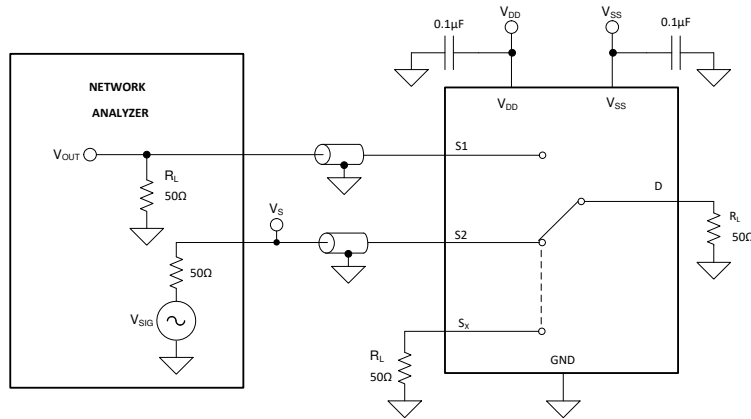 V_DD
V_SS
0.1µF
0.1µF
NETWORK
ANALYZER
V_DD
V_SS
V_OUT
S1
R_L
50Ω
D
V_S
S2
R_L
50Ω
50Ω
V_SIG
S_X
R_L
50Ω
GND